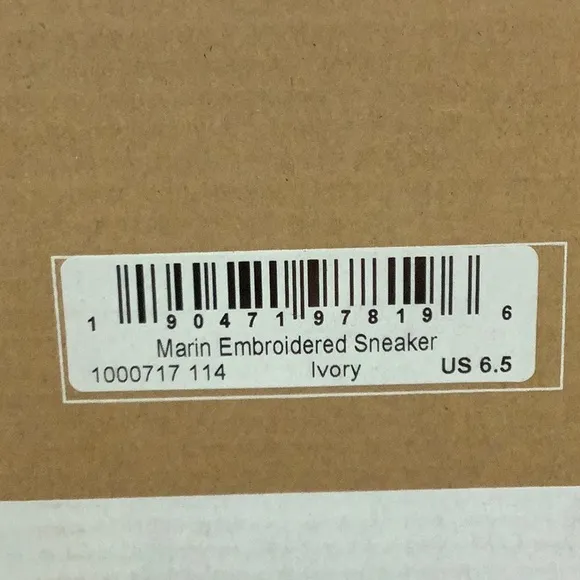 1 90471 97819 6
Marin Embroidered Sneaker
1000717 114 Ivory US 6.5